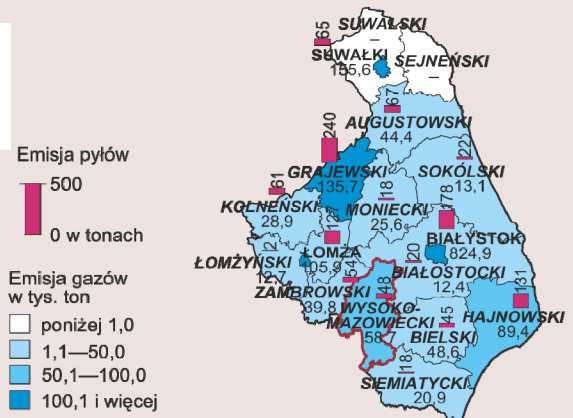 65
SUWALSKI
–
SUWAŁKI
155,6
SEJNEŃSKI
–
67
AUGUSTOWSKI
44,4
240
GRAJEWSKI
135,7
22
SOKÓLSKI
13,1
61
KOLNEŃSKI
28,9
18
MONIECKI
25,6
178
BIAŁYSTOK
824,9
ŁOMŻA
105,9
2
ŁOMŻYŃSKI
12,7
20
BIAŁOSTOCKI
12,4
54
ZAMBROWSKI
39,8
48
WYSOKO-
MAZOWIECKI
58,7
45
BIELSKI
48,6
131
HAJNOWSKI
89,4
18
SIEMIATYCKI
20,9
Emisja pyłów
500
0 w tonach
Emisja gazów
w tys. ton
poniżej 1,0
1,1—50,0
50,1—100,0
100,1 i więcej